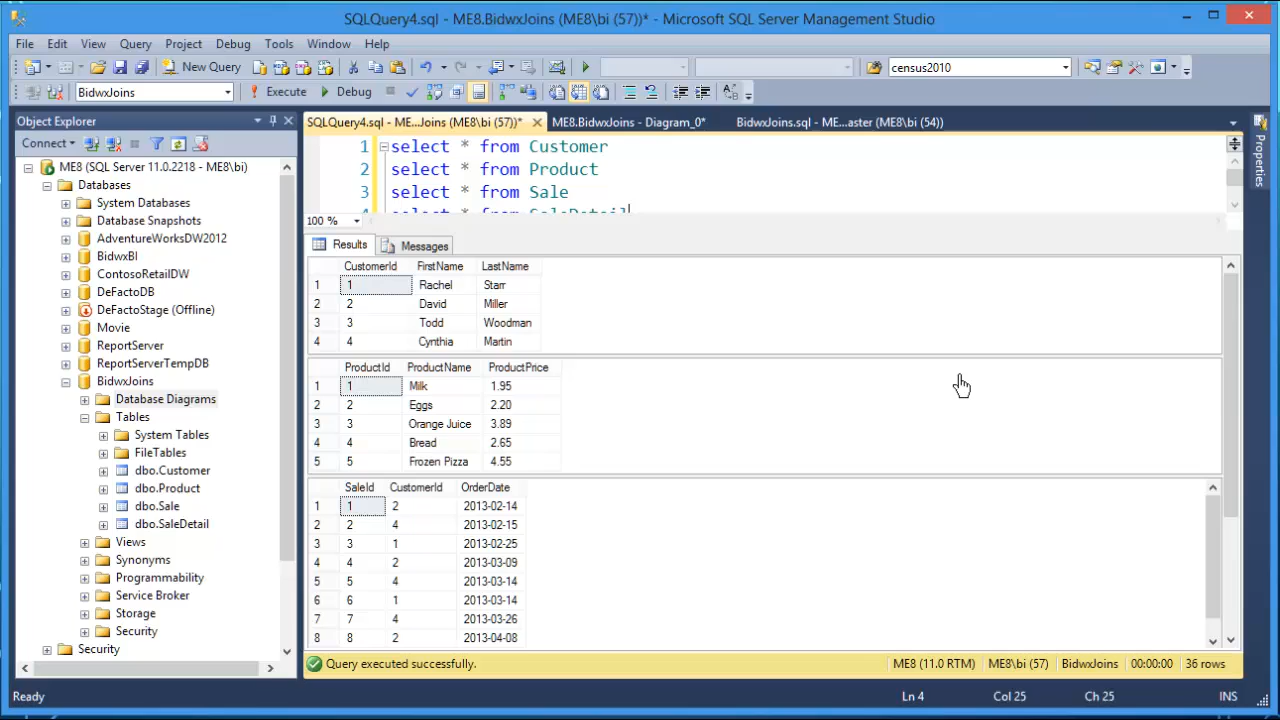 SQLQuery4.sql - ME8.BidwxJoins (ME8\bi (57))* - Microsoft SQL Server Management Studio
File Edit View Query Project Debug Tools Window Help
New Query census2010
BidwxJoins Execute Debug
Object Explorer
Connect
ME8 (SQL Server 11.0.2218 - ME8\bi)
Databases
System Databases
Database Snapshots
AdventureWorksDW2012
BidwxBI
ContosoRetailDW
DeFactoDB
DeFactoStage (Offline)
Movie
ReportServer
ReportServerTempDB
BidwxJoins
Database Diagrams
Tables
System Tables
FileTables
dbo.Customer
dbo.Product
dbo.Sale
dbo.SaleDetail
Views
Synonyms
Programmability
Service Broker
Storage
Security
Security
SQLQuery4.sql - ME...Joins (ME8\bi (57))* ME8.BidwxJoins - Diagram_0* BidwxJoins.sql - ME...aster (ME8\bi (54))
1 select * from Customer
2 select * from Product
3 select * from Sale
select * from SaleDetail
100 %
Results Messages
CustomerId FirstName LastName
1 1 Rachel Starr
2 2 David Miller
3 3 Todd Woodman
4 4 Cynthia Martin
ProductId ProductName ProductPrice
1 1 Milk 1.95
2 2 Eggs 2.20
3 3 Orange Juice 3.89
4 4 Bread 2.65
5 5 Frozen Pizza 4.55
SaleId CustomerId OrderDate
1 1 2 2013-02-14
2 2 4 2013-02-15
3 3 1 2013-02-25
4 4 2 2013-03-09
5 5 4 2013-03-14
6 6 1 2013-03-14
7 7 4 2013-03-26
8 8 2 2013-04-08
Query executed successfully. ME8 (11.0 RTM) ME8\bi (57) BidwxJoins 00:00:00 36 rows
Properties
Ready Ln 4 Col 25 Ch 25 INS